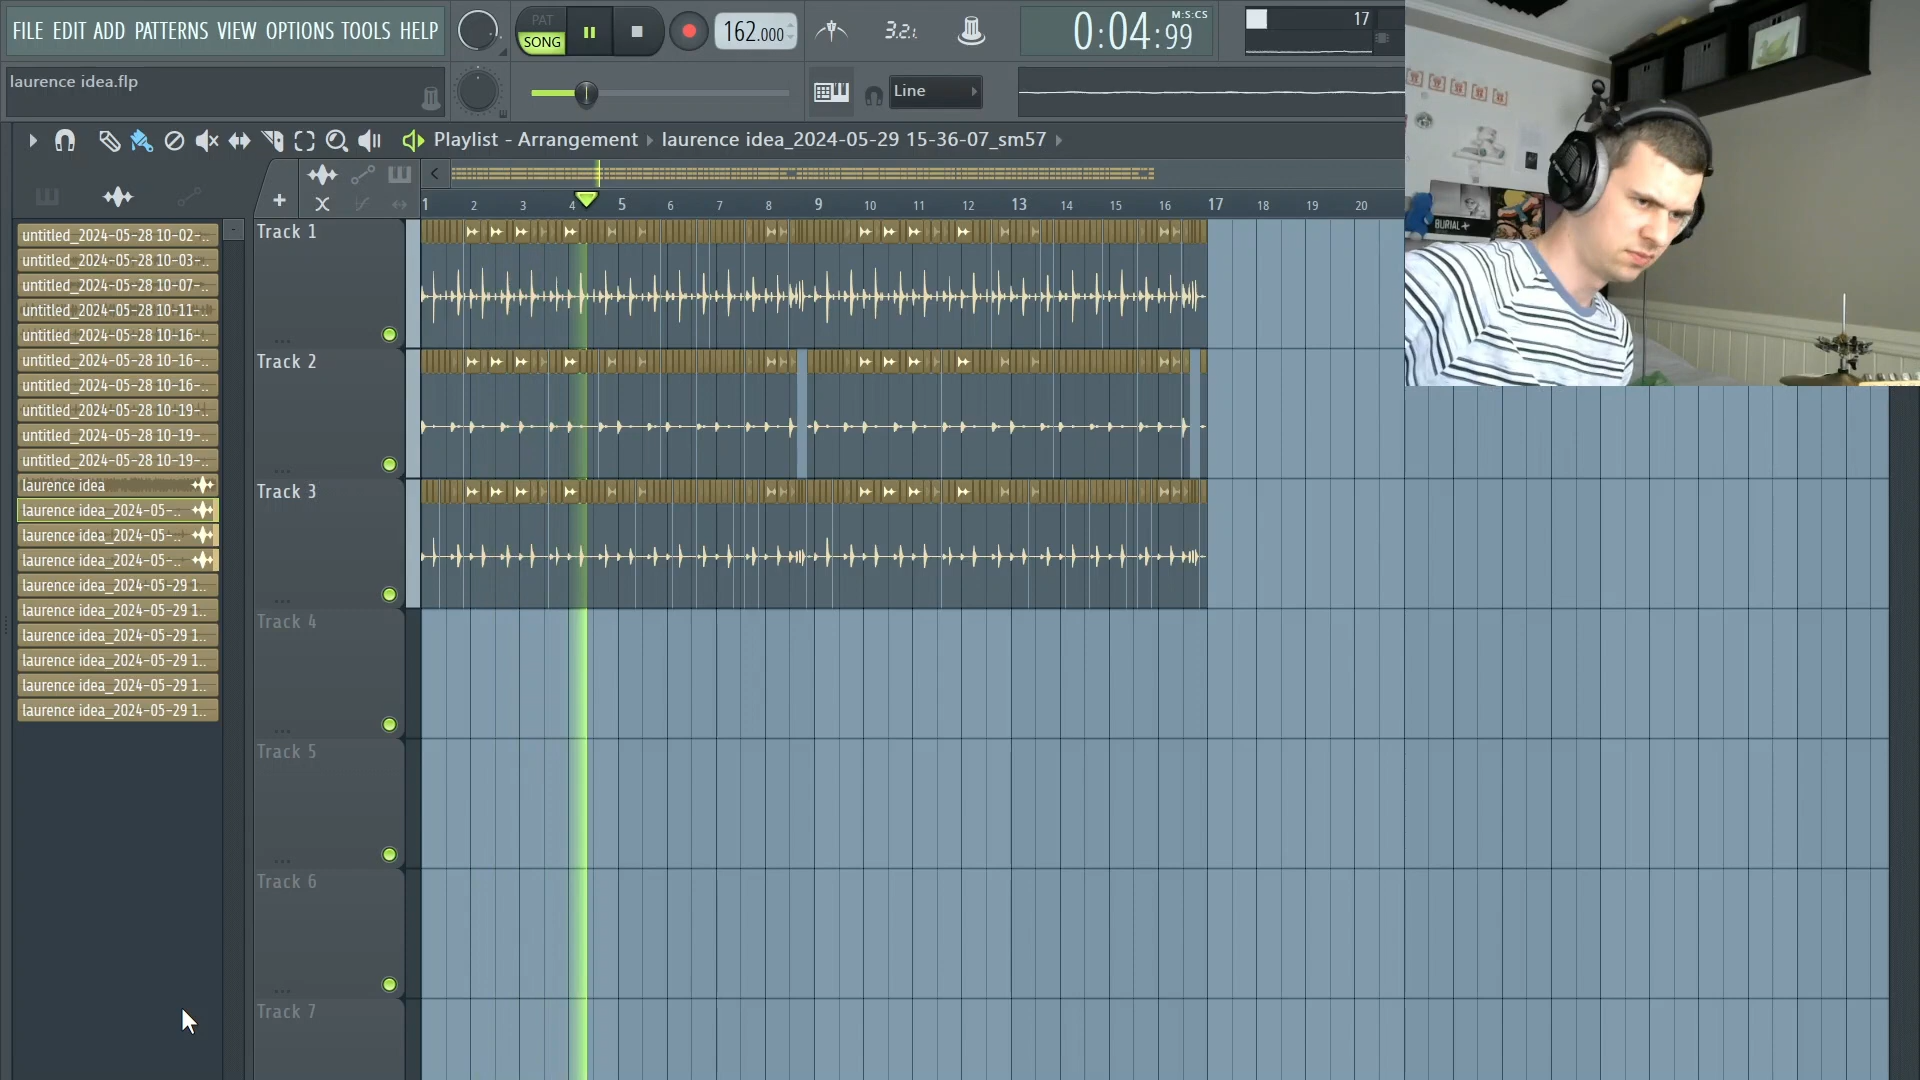 FILE EDIT ADD PATTERNS VIEW OPTIONS TOOLS HELP
PAT
SONG
162.000
3.2.:
M:S:CS
0:04:99
17
laurence idea.flp
Line
Playlist - Arrangement
laurence idea_2024-05-29 15-36-07_sm57
1 2 3 4 5 6 7 8 9 10 11 12 13 14 15 16 17 18 19 20
untitled_2024-05-28 10-02-..
untitled_2024-05-28 10-03-..
untitled_2024-05-28 10-07-..
untitled_2024-05-28 10-11-..
untitled_2024-05-28 10-16-..
untitled_2024-05-28 10-16-..
untitled_2024-05-28 10-16-..
untitled_2024-05-28 10-19-..
untitled_2024-05-28 10-19-..
untitled_2024-05-28 10-19-..
laurence idea
laurence idea_2024-05-..
laurence idea_2024-05-..
laurence idea_2024-05-..
laurence idea_2024-05-29 1..
laurence idea_2024-05-29 1..
laurence idea_2024-05-29 1..
laurence idea_2024-05-29 1..
laurence idea_2024-05-29 1..
laurence idea_2024-05-29 1..
Track 1
Track 2
Track 3
Track 4
Track 5
Track 6
Track 7
BURIAL+